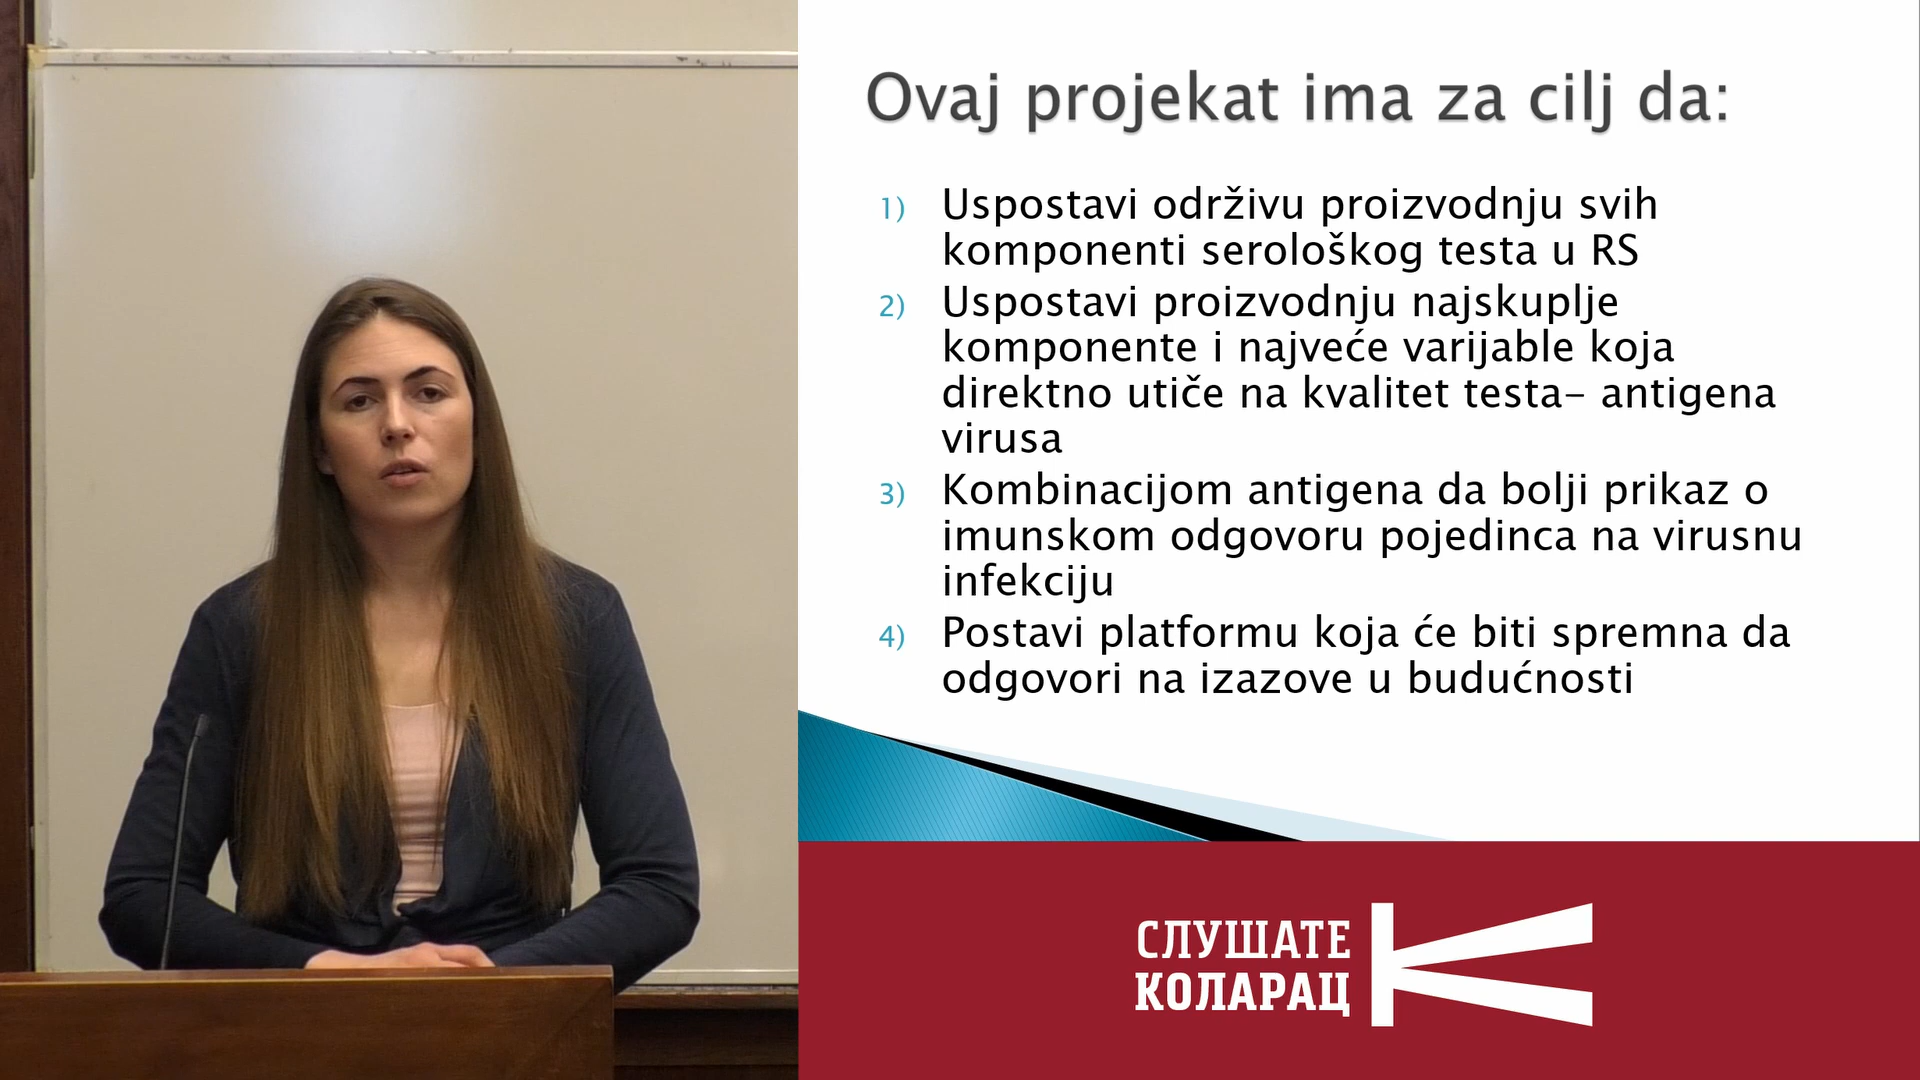 Ovaj projekat ima za cilj da:
1) Uspostavi održivu proizvodnju svih
komponenti serološkog testa u RS
2) Uspostavi proizvodnju najskuplje
komponente i najveće varijable koja
direktno utiče na kvalitet testa– antigena
virusa
3) Kombinacijom antigena da bolji prikaz o
imunskom odgovoru pojedinca na virusnu
infekciju
4) Postavi platformu koja će biti spremna da
odgovori na izazove u budućnosti
СЛУШАТЕ
КОЛАРАЦ